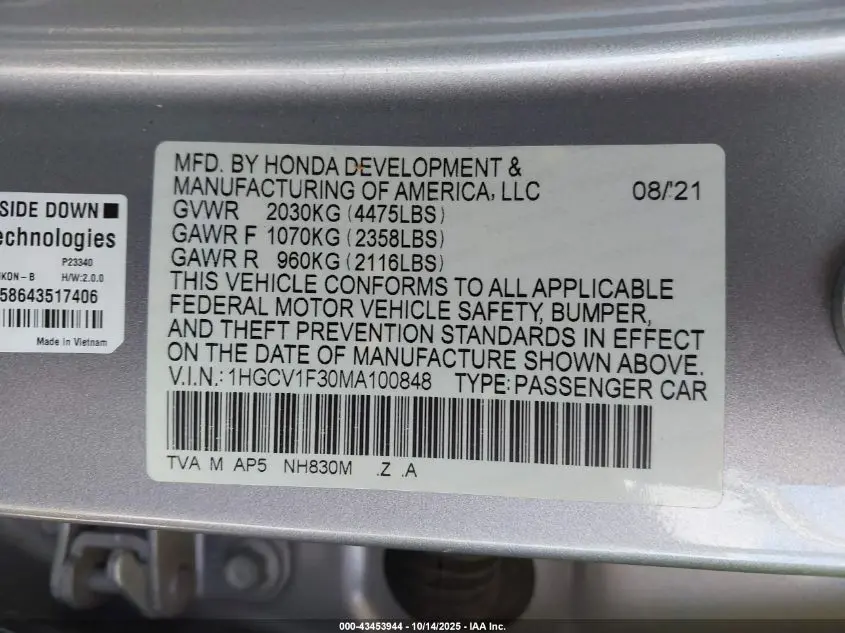 SIDE DOWN
echnologies
P23340
KDN-B H/W:2.0.0
58643517406
Made in Vietnam
MFD. BY HONDA DEVELOPMENT &
MANUFACTURING OF AMERICA, LLC 08/'21
GVWR 2030KG (4475LBS)
GAWR F 1070KG (2358LBS)
GAWR R 960KG (2116LBS)
THIS VEHICLE CONFORMS TO ALL APPLICABLE
FEDERAL MOTOR VEHICLE SAFETY, BUMPER,
AND THEFT PREVENTION STANDARDS IN EFFECT
ON THE DATE OF MANUFACTURE SHOWN ABOVE.
V.I.N.: 1HGCV1F30MA100848 TYPE: PASSENGER CAR
TVA M AP5 NH830M .Z .A
000-43453944 - 10/14/2025 - IAA Inc.